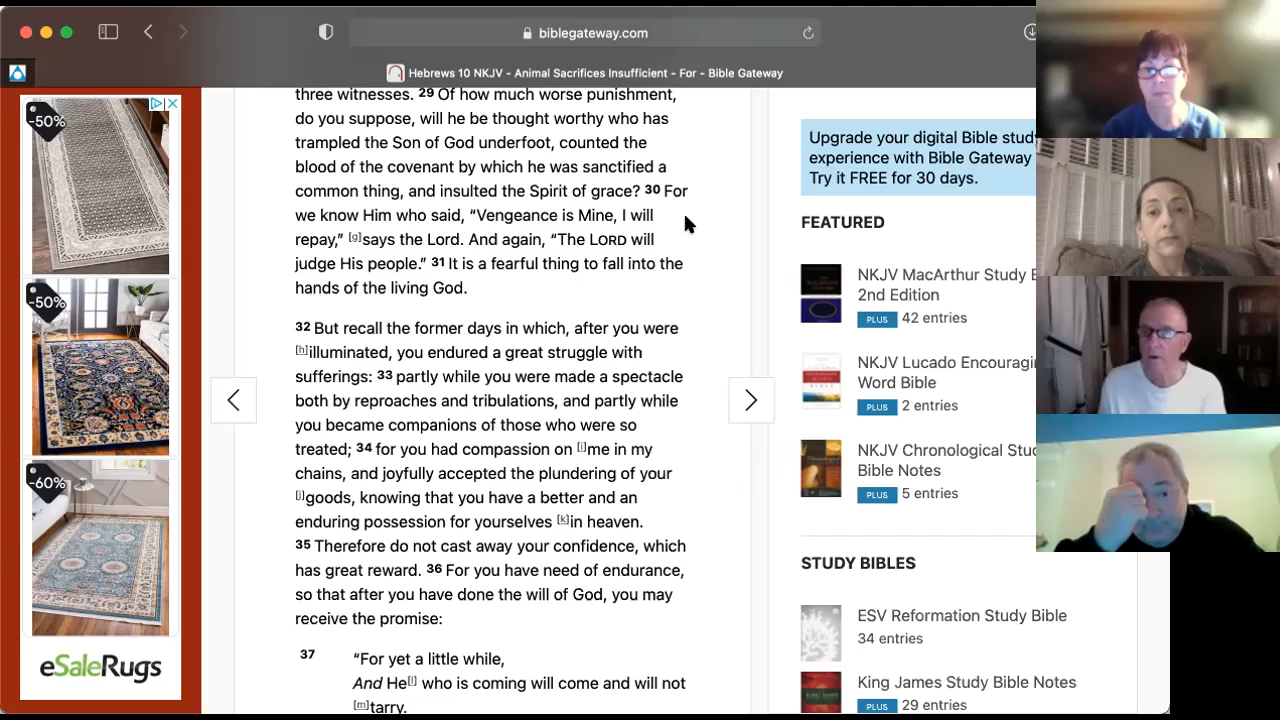 biblegateway.com
Hebrews 10 NKJV - Animal Sacrifices Insufficient - For - Bible Gateway
-50%
-50%
-60%
eSaleRugs
three witnesses. 29 Of how much worse punishment,
do you suppose, will he be thought worthy who has
trampled the Son of God underfoot, counted the
blood of the covenant by which he was sanctified a
common thing, and insulted the Spirit of grace? 30 For
we know Him who said, “Vengeance is Mine, I will
repay,” [g]says the Lord. And again, “The LORD will
judge His people.” 31 It is a fearful thing to fall into the
hands of the living God.
32 But recall the former days in which, after you were
[h]illuminated, you endured a great struggle with
sufferings: 33 partly while you were made a spectacle
both by reproaches and tribulations, and partly while
you became companions of those who were so
treated; 34 for you had compassion on [i]me in my
chains, and joyfully accepted the plundering of your
[j]goods, knowing that you have a better and an
enduring possession for yourselves [k]in heaven.
35 Therefore do not cast away your confidence, which
has great reward. 36 For you have need of endurance,
so that after you have done the will of God, you may
receive the promise:
37 “For yet a little while,
And He[l] who is coming will come and will not
[m]tarry.
Upgrade your digital Bible study
experience with Bible Gateway
Try it FREE for 30 days.
FEATURED
NKJV MacArthur Study B
2nd Edition
PLUS 42 entries
NKJV Lucado Encouragin
Word Bible
PLUS 2 entries
NKJV Chronological Stu
Bible Notes
PLUS 5 entries
STUDY BIBLES
ESV Reformation Study Bible
34 entries
King James Study Bible Notes
PLUS 29 entries